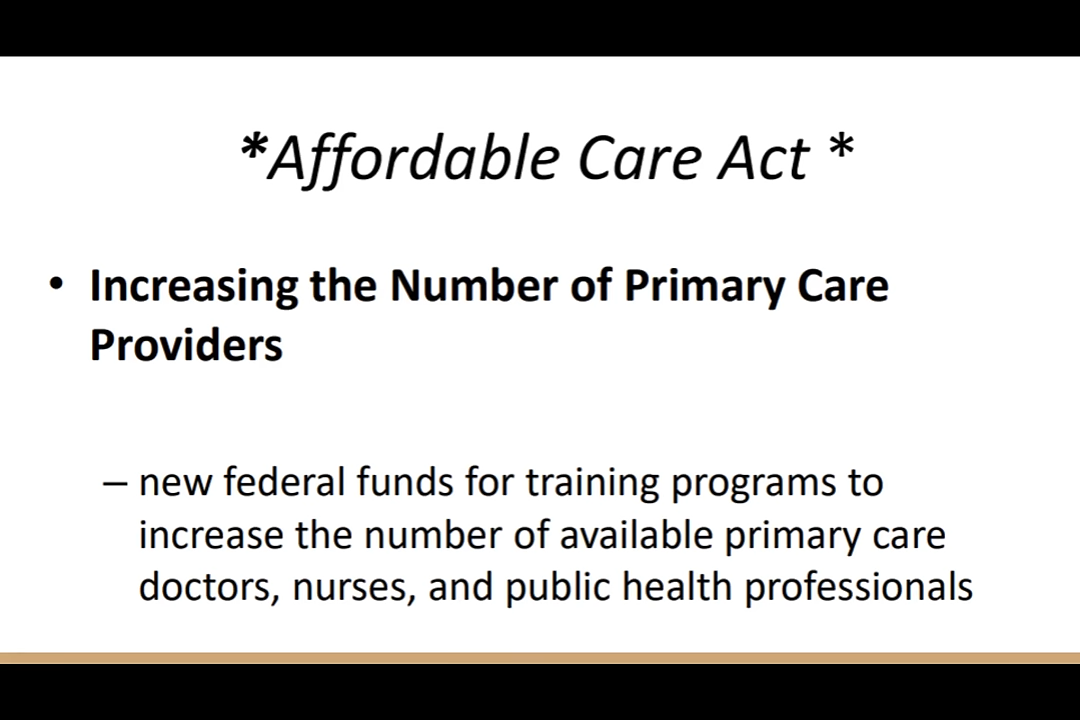 *Affordable Care Act *
• Increasing the Number of Primary Care
Providers
– new federal funds for training programs to
increase the number of available primary care
doctors, nurses, and public health professionals